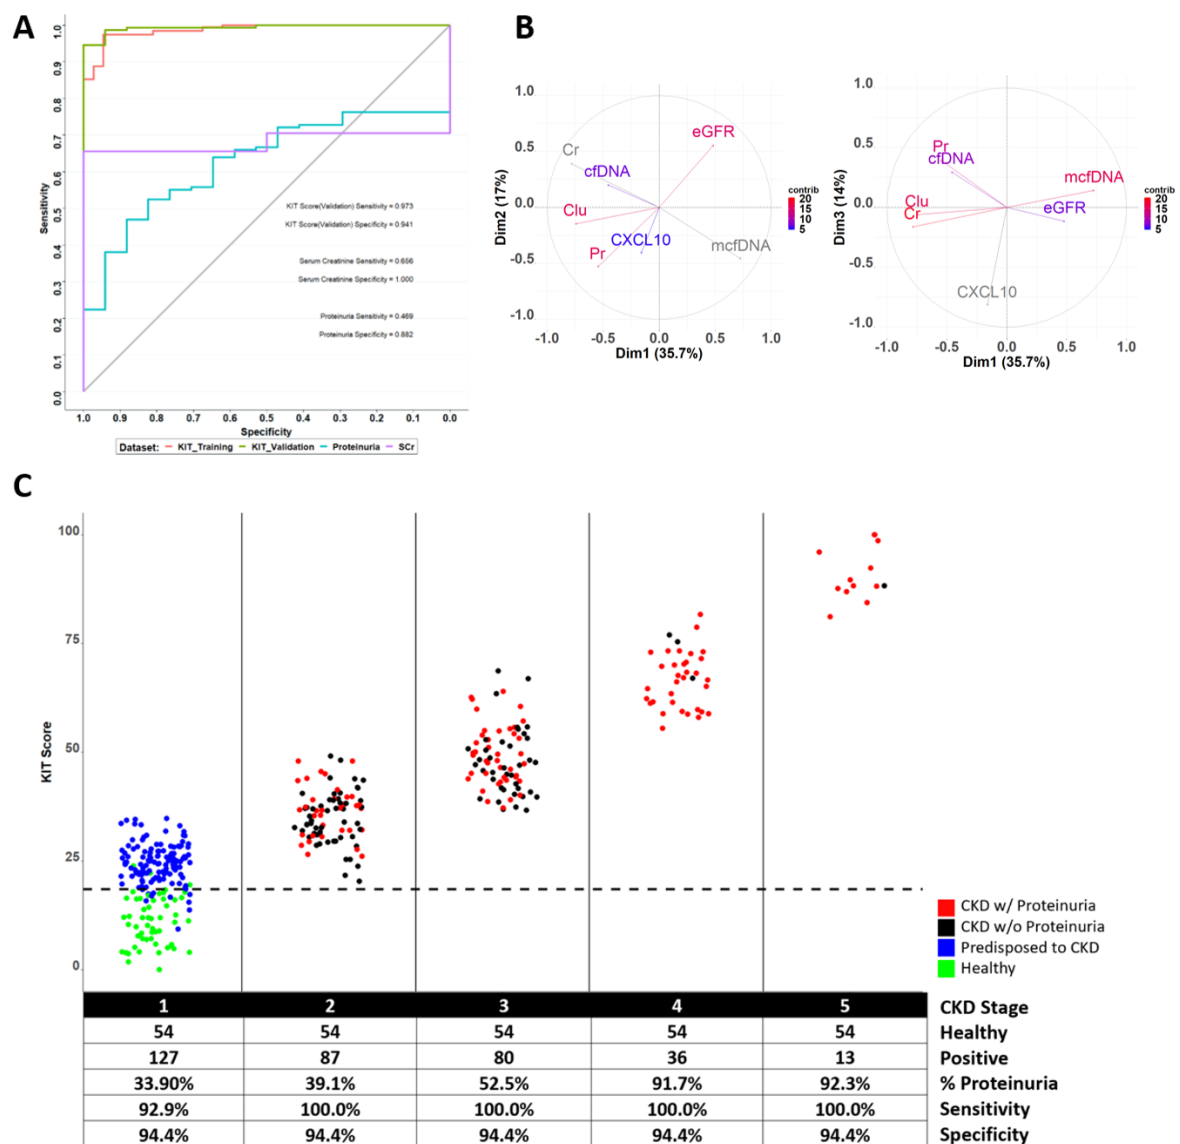 A
1.0
0.9
0.8
0.7
0.6
0.5
0.4
0.3
0.2
0.1
0.0
Sensitivity
KIT Score(Validation) Sensitivity = 0.973
KIT Score(Validation) Specificity = 0.941
Serum Creatinine Sensitivity = 0.656
Serum Creatinine Specificity = 1.000
Proteinuria Sensitivity = 0.469
Proteinuria Specificity = 0.882
1.0 0.9 0.8 0.7 0.6 0.5 0.4 0.3 0.2 0.1 0.0
Specificity
Dataset: KIT_Training KIT_Validation Proteinuria SCr
B
1.0
0.5
0.0
-0.5
-1.0
Dim2 (17%)
eGFR
Cr
cfDNA
Clu
CXCL10
Pr
mcfDNA
-1.0 -0.5 0.0 0.5 1.0
Dim1 (35.7%)
contrib
20
15
10
5
1.0
0.5
0.0
-0.5
-1.0
Dim3 (14%)
Pr
cfDNA
mcfDNA
Clu
Cr
eGFR
CXCL10
-1.0 -0.5 0.0 0.5 1.0
Dim1 (35.7%)
contrib
20
15
10
5
C
100
75
50
25
0
KIT Score
CKD w/ Proteinuria
CKD w/o Proteinuria
Predisposed to CKD
Healthy
1 2 3 4 5 CKD Stage
54 54 54 54 54 Healthy
127 87 80 36 13 Positive
33.90% 39.1% 52.5% 91.7% 92.3% % Proteinuria
92.9% 100.0% 100.0% 100.0% 100.0% Sensitivity
94.4% 94.4% 94.4% 94.4% 94.4% Specificity